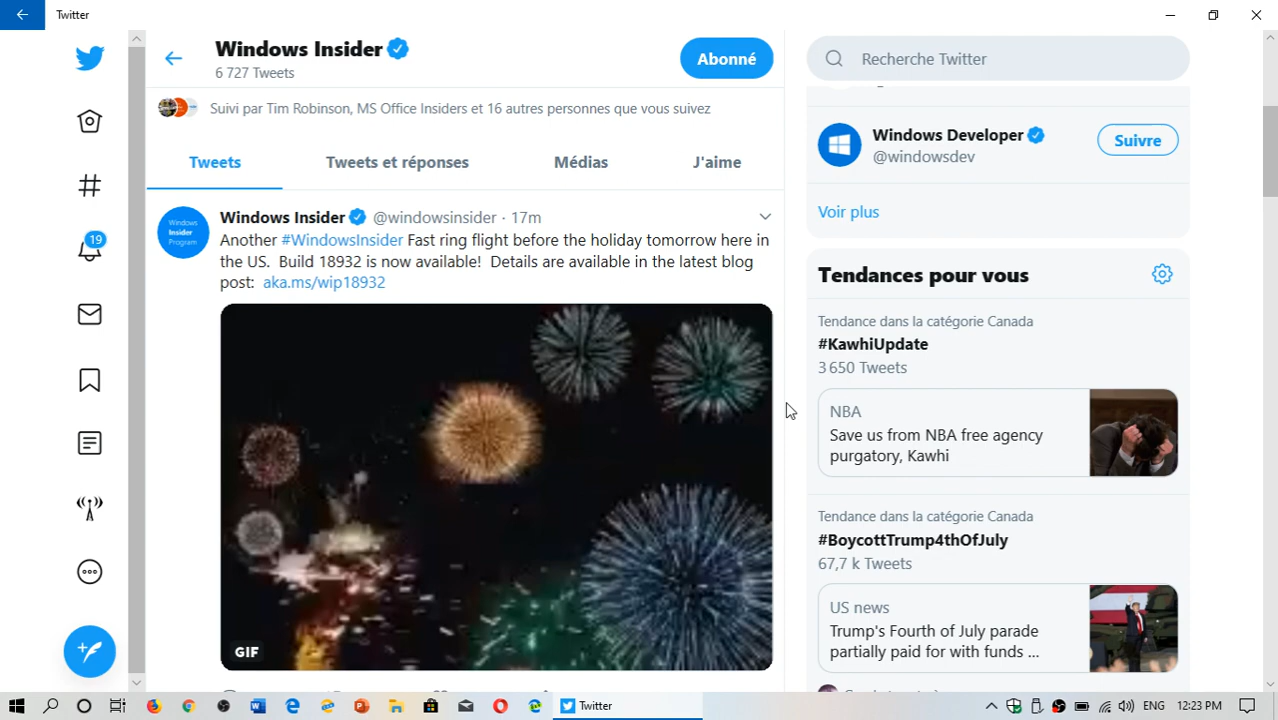 Twitter
Windows Insider
6 727 Tweets
Abonné
Suivi par Tim Robinson, MS Office Insiders et 16 autres personnes que vous suivez
Tweets
Tweets et réponses
Médias
J'aime
19
Windows
Insider
Program
Windows Insider @windowsinsider · 17m
Another #WindowsInsider Fast ring flight before the holiday tomorrow here in
the US. Build 18932 is now available! Details are available in the latest blog
post: aka.ms/wip18932
GIF
Recherche Twitter
Windows Developer
@windowsdev
Suivre
Voir plus
Tendances pour vous
Tendance dans la catégorie Canada
#KawhiUpdate
3 650 Tweets
NBA
Save us from NBA free agency
purgatory, Kawhi
Tendance dans la catégorie Canada
#BoycottTrump4thOfJuly
67,7 k Tweets
US news
Trump's Fourth of July parade
partially paid for with funds ...
Twitter
ENG
12:23 PM